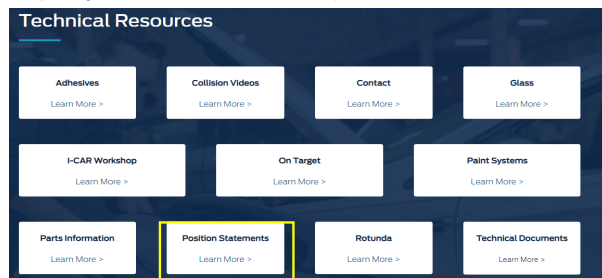 Technical Resources
Adhesives
Learn More >
Collision Videos
Learn More >
Contact
Learn More >
Glass
Learn More >
I-CAR Workshop
Learn More >
On Target
Learn More >
Paint Systems
Learn More >
Parts Information
Learn More >
Position Statements
Learn More >
Rotunda
Learn More >
Technical Documents
Learn More >